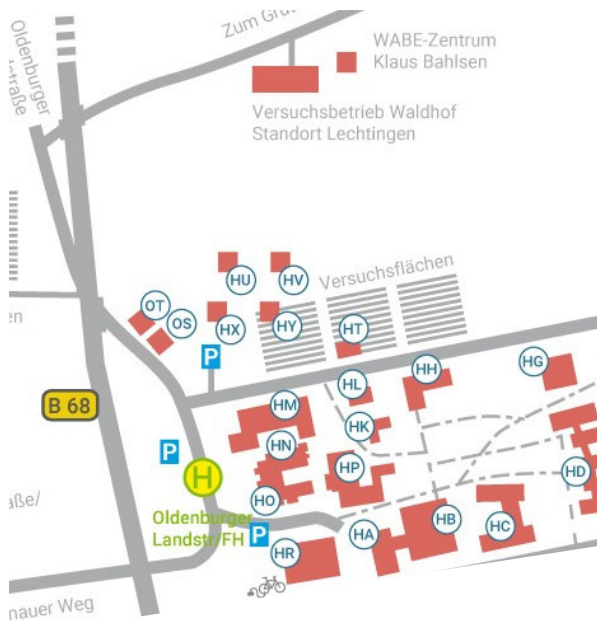 Oldenburger
Zum Gru
WABE-Zentrum
Klaus Bahlsen
Versuchsbetrieb Waldhof
Standort Lechtingen
Versuchsflächen
HU
HV
OT
OS
HX
HY
HT
en
P
HG
HH
HL
B 68
HM
HK
HN
P
H
HP
HD
HO
aße/
Oldenburger
Landstr/FH
P
HR
HA
HB
HC
nauer Weg